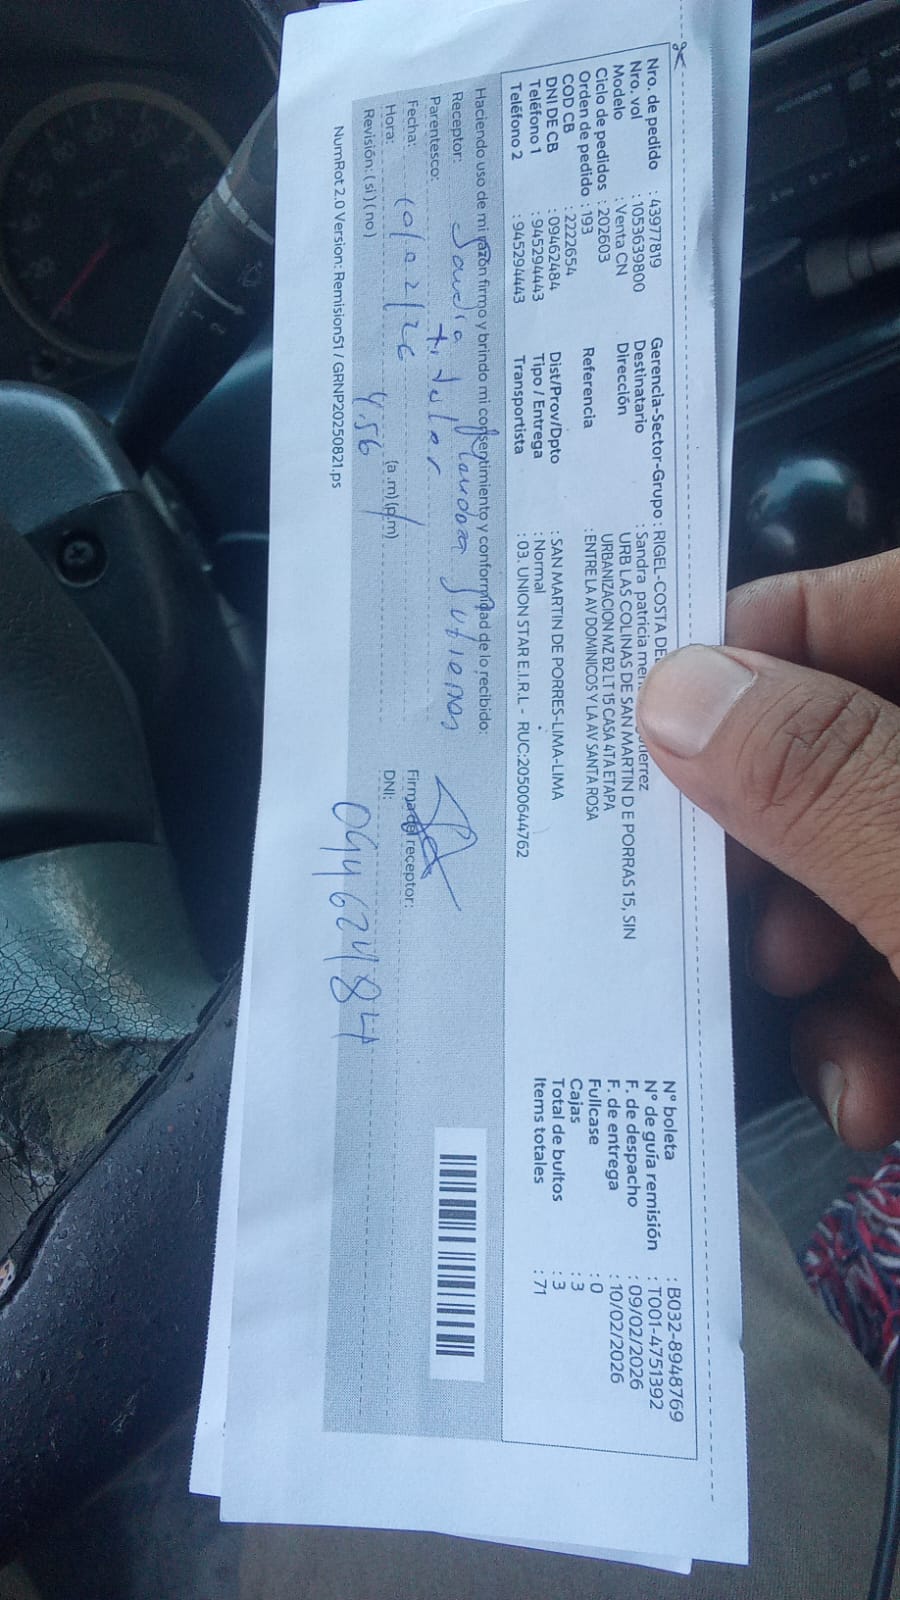 Nro. de pedido : 43977819
Nro. vol : 1053639800
Modelo : Venta CN
Ciclo de pedidos : 202603
Orden de pedido : 193
COD CB : 2222654
DNI DE CB : 09462484
Teléfono 1 : 945294443
Teléfono 2 : 945294443
Gerencia-Sector-Grupo : RIGEL-COSTA DE
Destinatario : Sandra patricia
Dirección : URB LAS COLINAS DE SAN MARTIN D E PORRAS 15, SIN
URBANIZACION MZ B2 LT 15 CASA 4TA ETAPA
Referencia : ENTRE LA AV DOMINICOS Y LA AV SANTA ROSA
Dist/Prov/Dpto : SAN MARTIN DE PORRES-LIMA-LIMA
Tipo / Entrega : Normal
Transportista : 03. UNION STAR E.I.R.L - RUC:20500644762
N° boleta : B032-8948769
N° de guía remisión : T001-4751392
F. de despacho : 09/02/2026
F. de entrega : 10/02/2026
Fullcase : 0
Cajas : 3
Total de bultos : 3
Items totales : 71
Haciendo uso de mi razón firmo y brindo mi consentimiento y conformidad de lo recibido:
Receptor:
Parentesco: titular
Fecha: 10/02/26
Hora: 4.56 (a .m)(p.m)
Revisión: ( si ) ( no )
Firma del receptor:
DNI: 09462484
NumRot 2.0 Version: Remision51 / GRNP20250821.ps